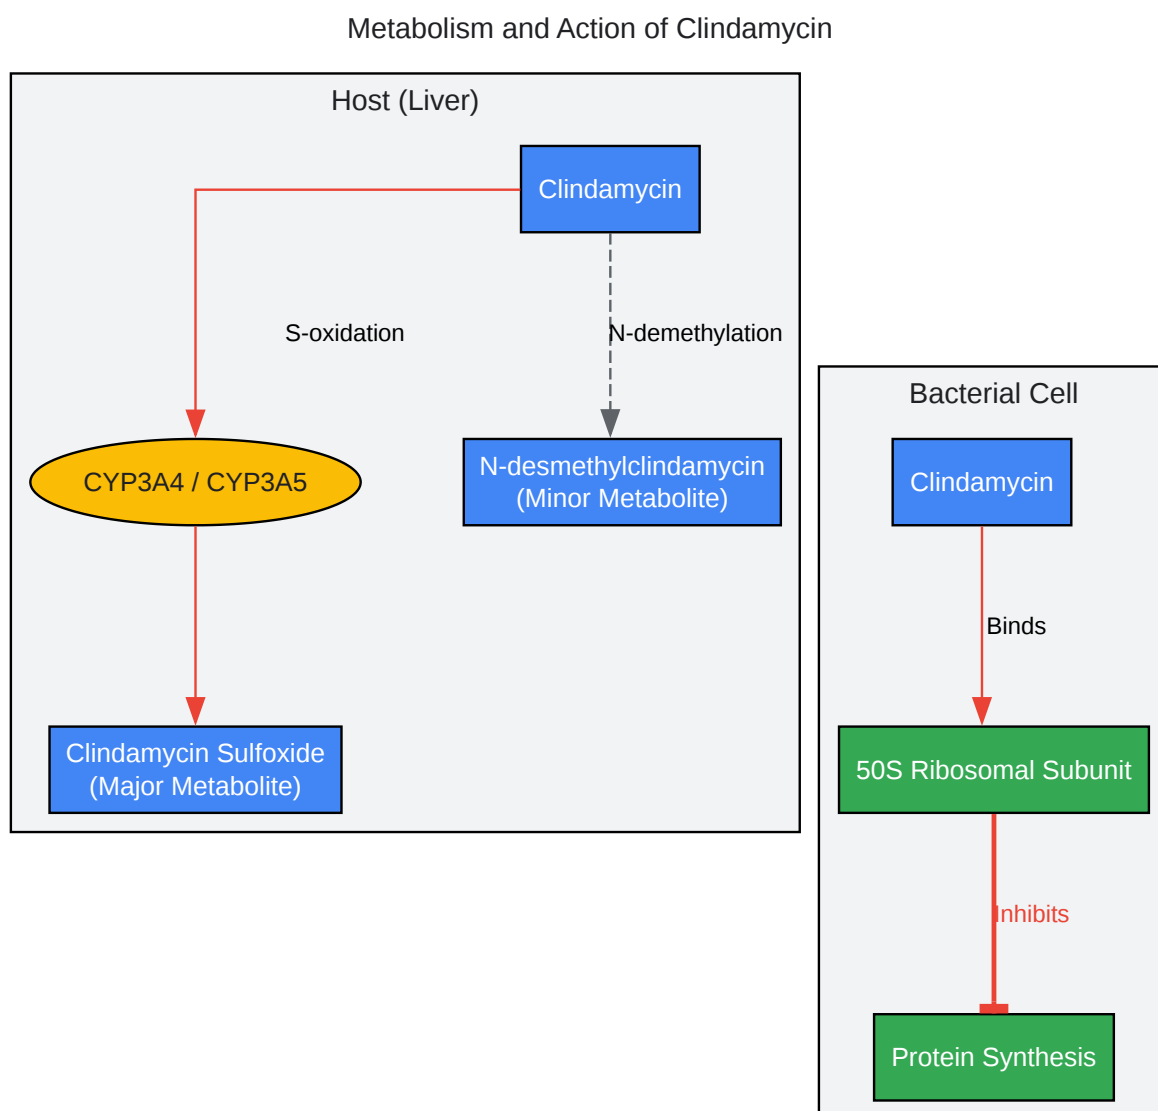 Metabolism and Action of Clindamycin
Host (Liver)
Clindamycin
S-oxidation
N-demethylation
CYP3A4 / CYP3A5
N-desmethylclindamycin
(Minor Metabolite)
Clindamycin Sulfoxide
(Major Metabolite)
Bacterial Cell
Clindamycin
Binds
50S Ribosomal Subunit
Inhibits
Protein Synthesis